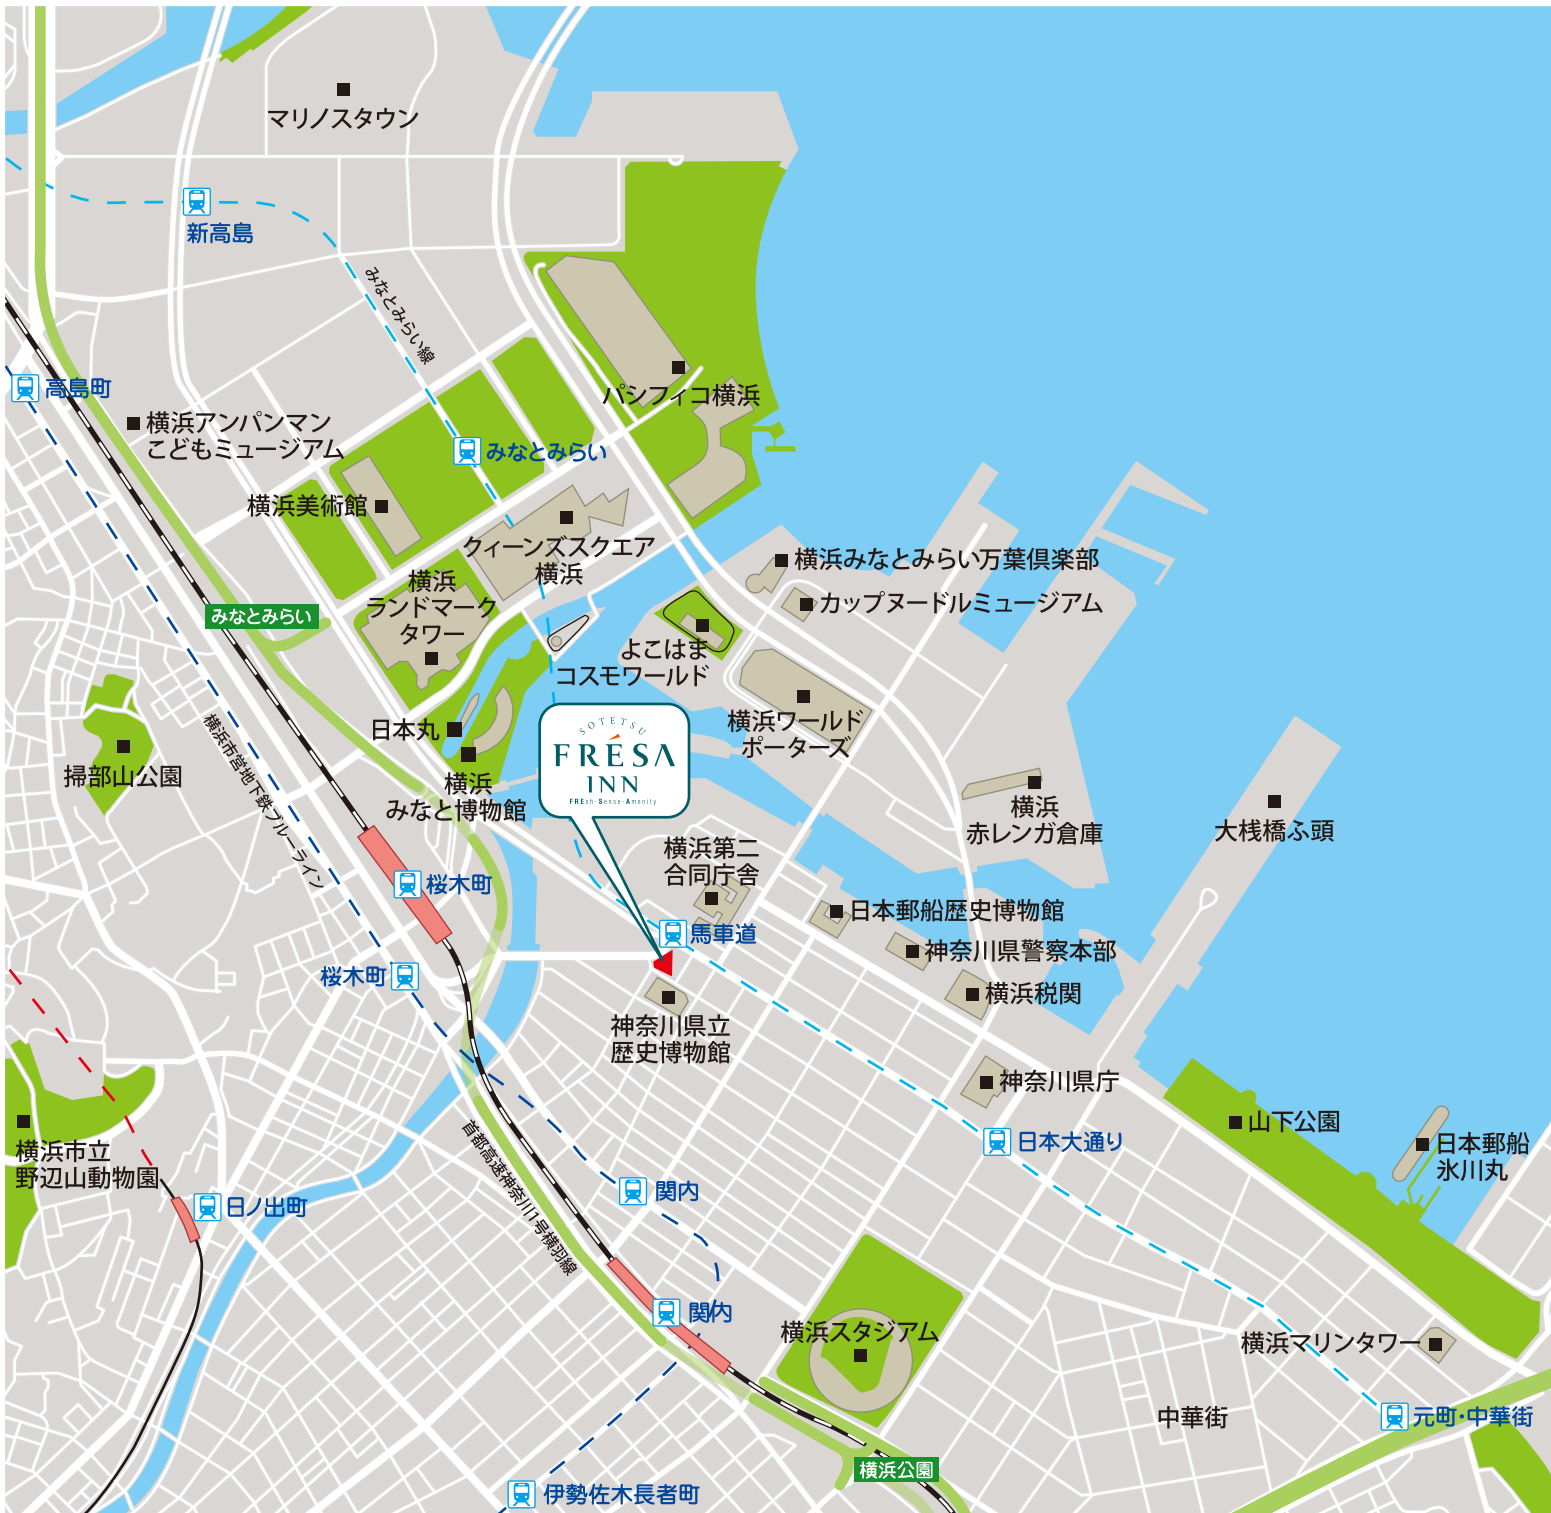 マリノスタウン
新高島
みなとみらい線
高島町
パシフィコ横浜
横浜アンパンマン
こどもミュージアム
みなとみらい
横浜美術館
クィーンズスクエア
横浜
横浜みなとみらい万葉倶楽部
横浜
ランドマーク
タワー
カップヌードルミュージアム
みなとみらい
よこはま
コスモワールド
日本丸
横浜ワールド
ポーターズ
SOTETSU
FRÉSA
INN
FREsh·Sense·Amenity
掃部山公園
横浜市営地下鉄ブルーライン
横浜
みなと博物館
横浜
赤レンガ倉庫
大桟橋ふ頭
横浜第二
合同庁舎
桜木町
日本郵船歴史博物館
馬車道
神奈川県警察本部
桜木町
横浜税関
神奈川県立
歴史博物館
神奈川県庁
山下公園
横浜市立
野辺山動物園
首都高速神奈川1号横羽線
日本大通り
日本郵船
氷川丸
関内
日ノ出町
関内
横浜スタジアム
横浜マリンタワー
中華街
元町・中華街
横浜公園
伊勢佐木長者町